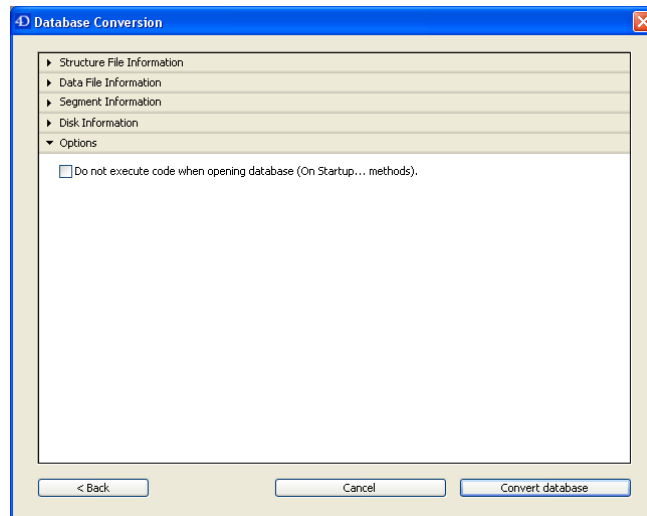 4D Database Conversion
Structure File Information
Data File Information
Segment Information
Disk Information
Options
Do not execute code when opening database (On Startup... methods).
< Back
Cancel
Convert database